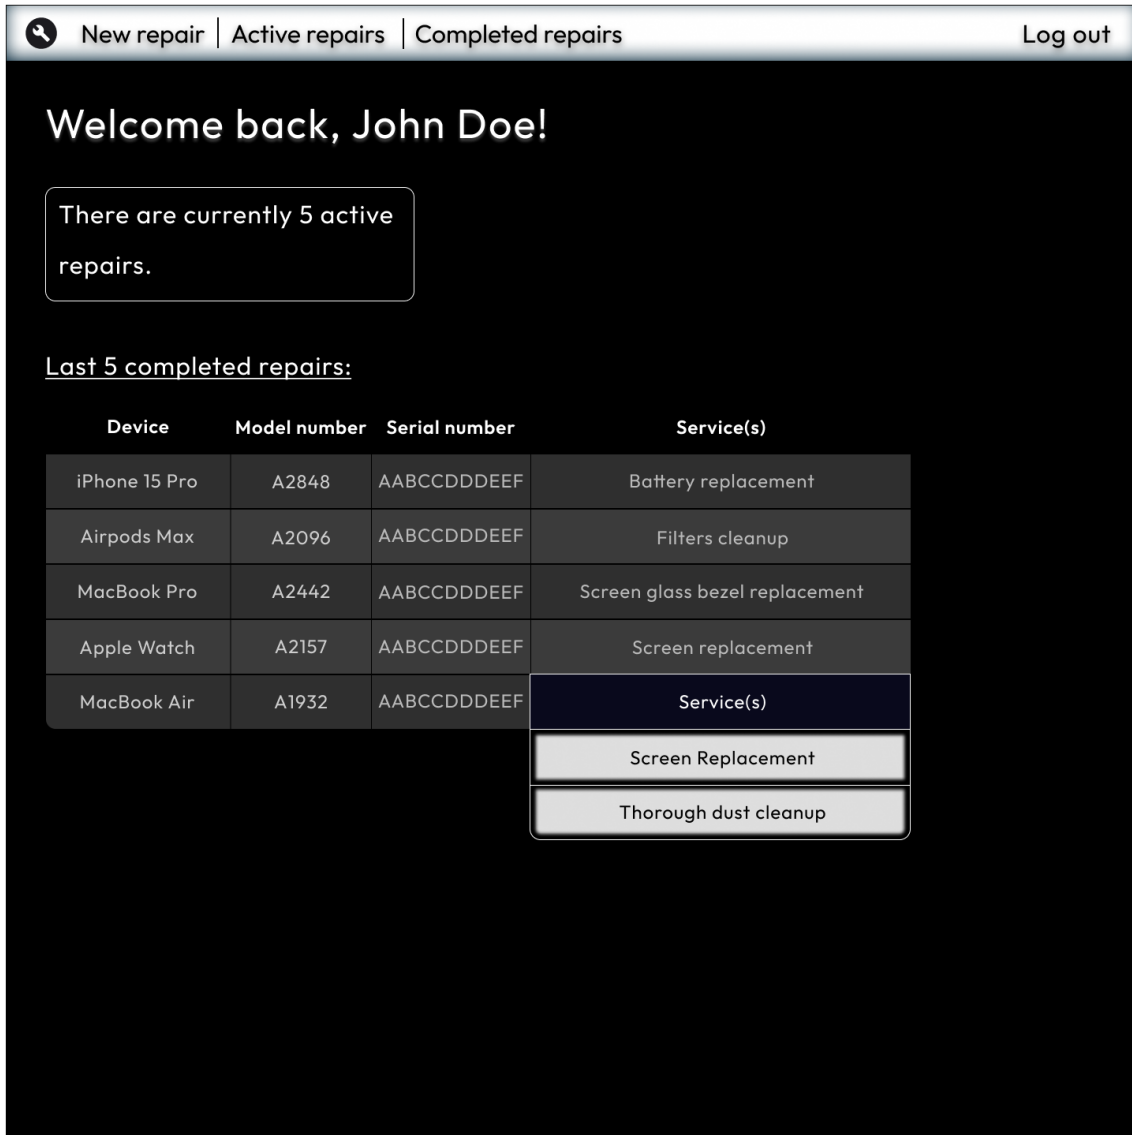 New repair | Active repairs | Completed repairs Log out
Welcome back, John Doe!
There are currently 5 active
repairs.
Last 5 completed repairs:
Device Model number Serial number Service(s)
iPhone 15 Pro A2848 AABCCDDDEEF Battery replacement
Airpods Max A2096 AABCCDDDEEF Filters cleanup
MacBook Pro A2442 AABCCDDDEEF Screen glass bezel replacement
Apple Watch A2157 AABCCDDDEEF Screen replacement
MacBook Air A1932 AABCCDDDEEF Service(s)
Screen Replacement
Thorough dust cleanup